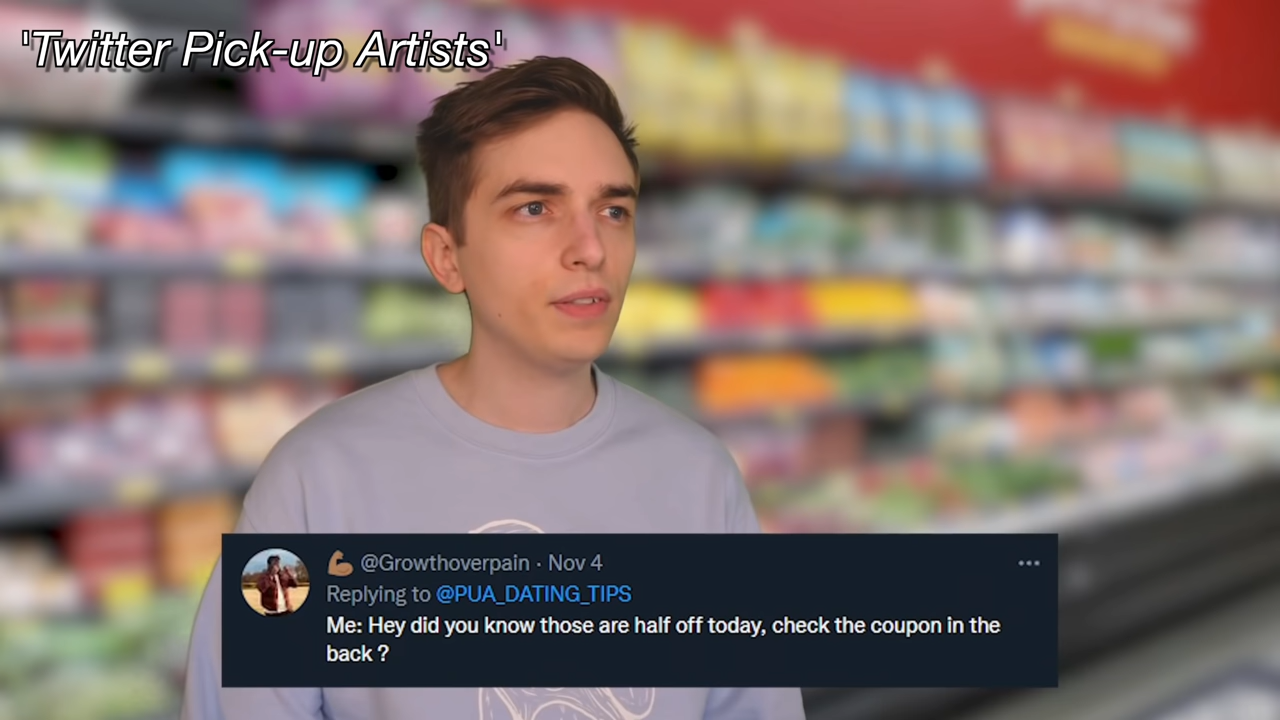 'Twitter Pick-up Artists'
💪🏽 @Growthoverpain · Nov 4
Replying to @PUA_DATING_TIPS
Me: Hey did you know those are half off today, check the coupon in the
back ?